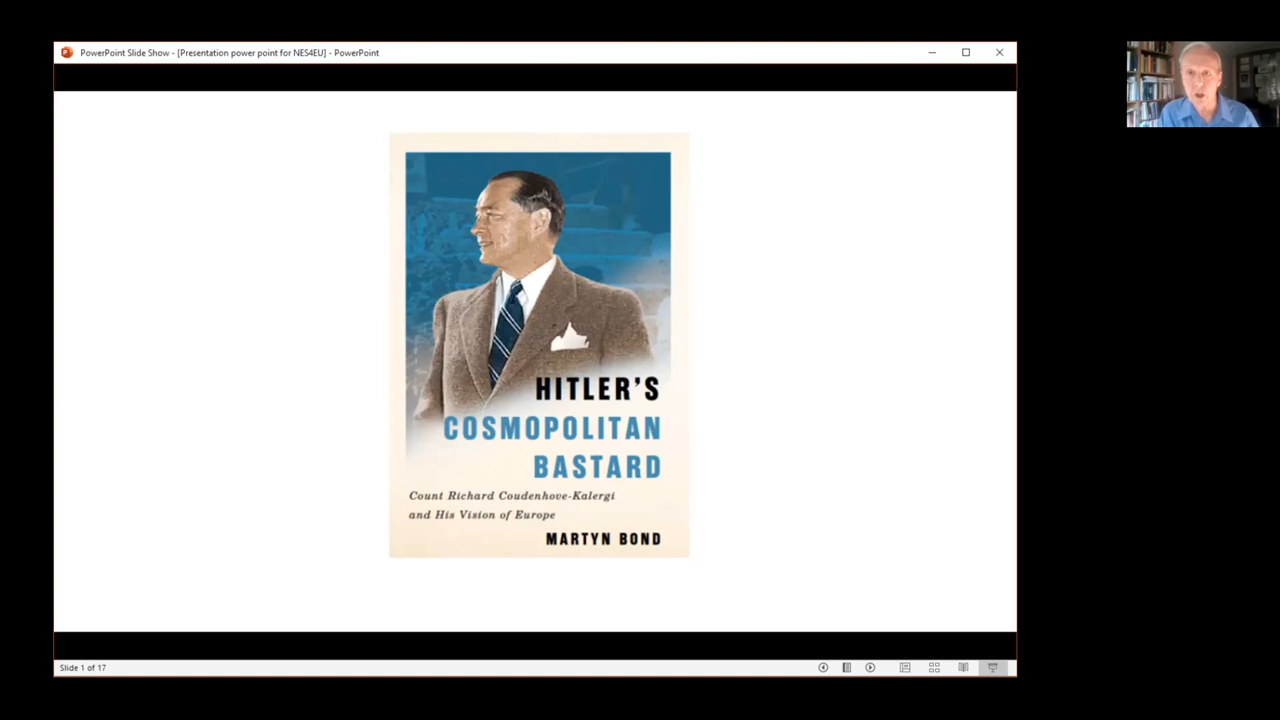 PowerPoint Slide Show - [Presentation power point for NES4EU] - PowerPoint
HITLER'S
COSMOPOLITAN
BASTARD
Count Richard Coudenhove-Kalergi
and His Vision of Europe
MARTYN BOND
Slide 1 of 17